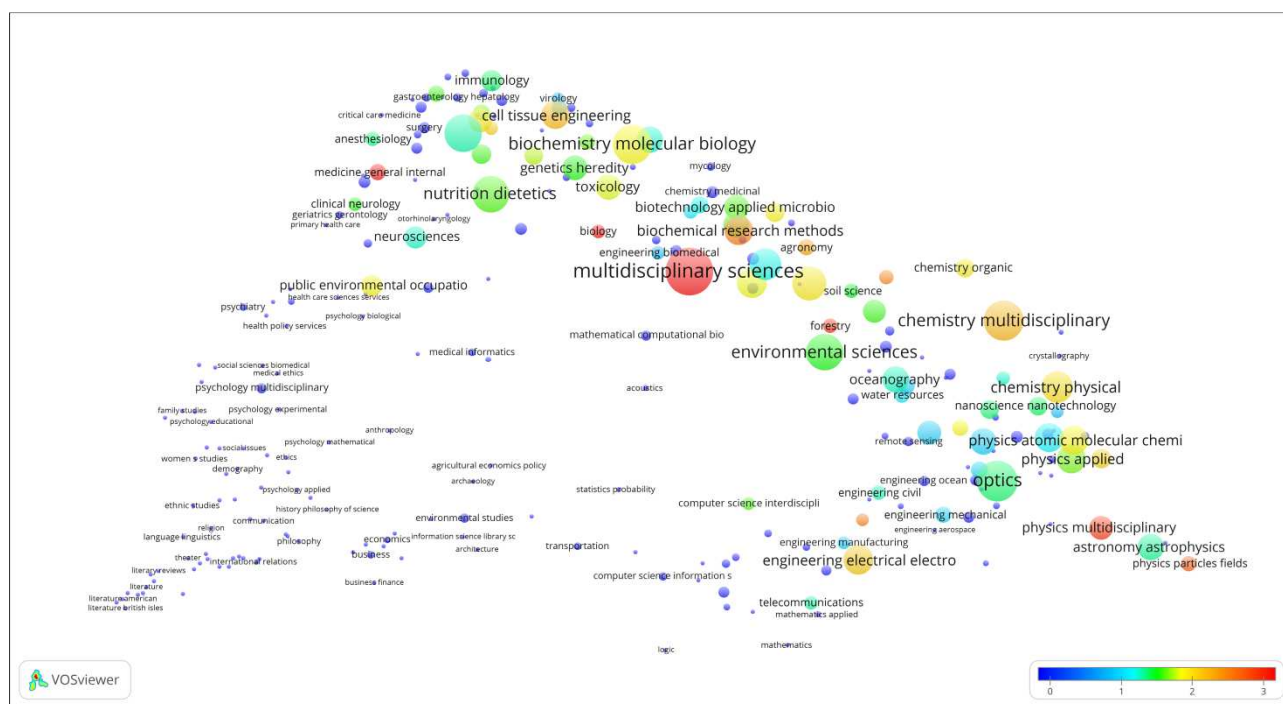 immunology
gastroenterology hepatology
virology
critical care medicine
cell tissue engineering
surgery
anesthesiology
biochemistry molecular biology
medicine general internal
genetics heredity
mycology
nutrition dietetics
toxicology
chemistry medicinal
clinical neurology
biotechnology applied microbio
geriatrics gerontology
otorhinolaryngology
primary health care
neurosciences
biology
biochemical research methods
engineering biomedical
agronomy
multidisciplinary sciences
chemistry organic
public environmental occupatio
soil science
health care sciences services
psychiatry
psychology biological
health policy services
forestry
chemistry multidisciplinary
mathematical computational bio
medical informatics
environmental sciences
crystallography
social sciences biomedical
medical ethics
psychology multidisciplinary
acoustics
oceanography
chemistry physical
water resources
family studies
psychology experimental
nanoscience nanotechnology
psychology educational
anthropology
social issues
psychology mathematical
remote sensing
physics atomic molecular chemi
women s studies
ethics
physics applied
demography
agricultural economics policy
archaeology
engineering ocean
optics
psychology applied
statistics probability
engineering civil
ethnic studies
history philosophy of science
computer science interdiscipli
communication
environmental studies
engineering mechanical
religion
engineering aerospace
physics multidisciplinary
language linguistics
philosophy
economics
information science library sc
engineering manufacturing
architecture
transportation
astronomy astrophysics
theater
international relations
business
engineering electrical electro
physics particles fields
literary reviews
business finance
computer science information s
literature
literature american
telecommunications
literature british isles
mathematics applied
mathematics
logic
VOSviewer
0 1 2 3